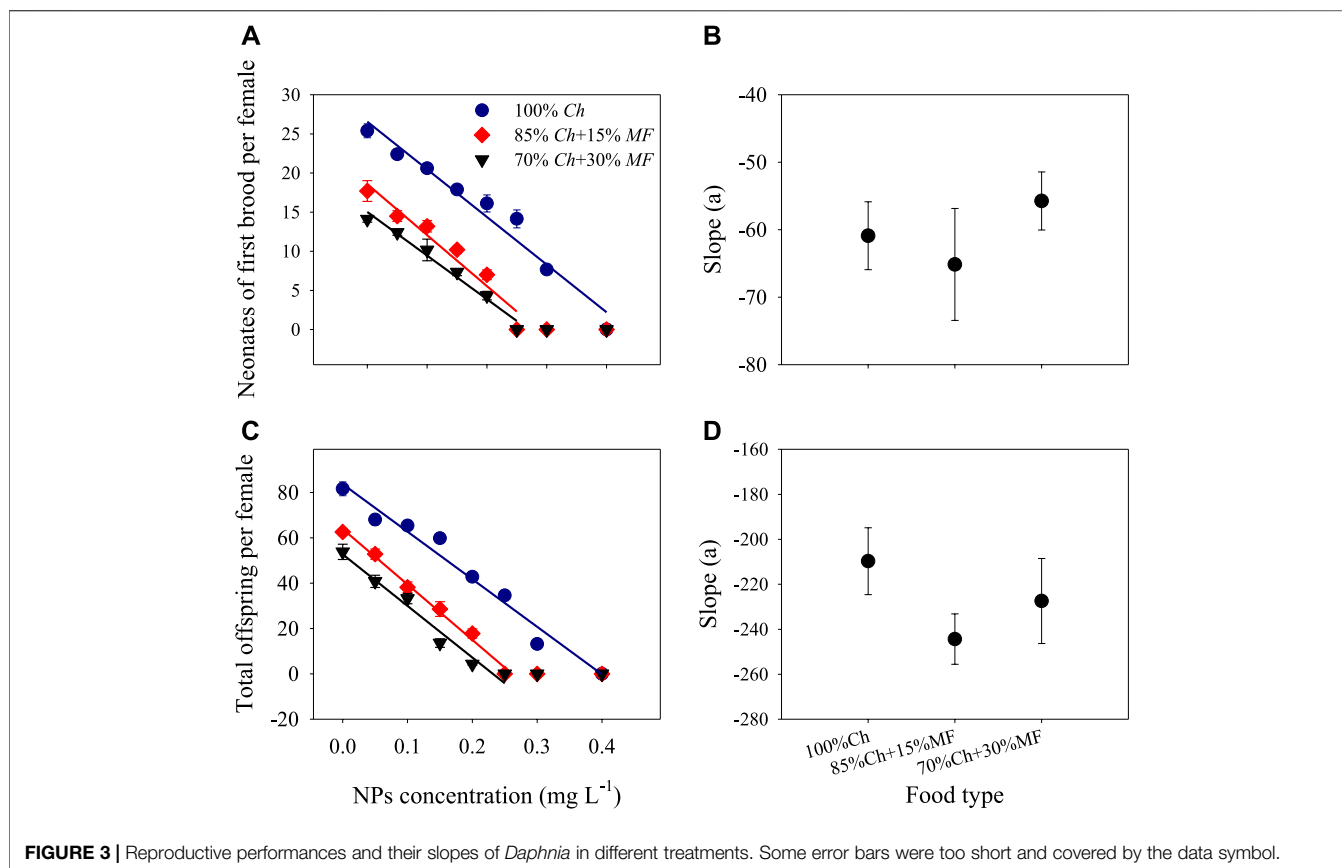 A
B
Neonates of first brood per female
30
25
20
15
10
5
0
100% Ch
85% Ch+15% MF
70% Ch+30% MF
Slope (a)
-40
-50
-60
-70
-80
C
D
Total offspring per female
80
60
40
20
0
-20
0.0 0.1 0.2 0.3 0.4
NPs concentration (mg L⁻¹)
Slope (a)
-160
-180
-200
-220
-240
-260
-280
100%Ch
85%Ch+15%MF
70%Ch+30%MF
Food type
FIGURE 3 | Reproductive performances and their slopes of Daphnia in different treatments. Some error bars were too short and covered by the data symbol.